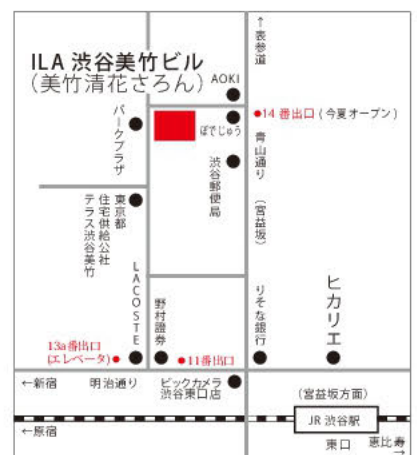 ILA 渋谷美竹ビル
(美竹清花さろん)
AOKI
←表参道
●14 番出口 ( 今夏オープン )
パークプラザ
ぼてじゅう
渋谷郵便局
青山通り
(宮益坂)
東京都
住宅供給公社
テラス渋谷美竹
LACOSTE
野村證券
りそな銀行
ヒカリエ
13a番出口
(エレベータ) ●
●11番出口
←新宿
明治通り
ビックカメラ
渋谷東口店
(宮益坂方面)
JR 渋谷駅
←原宿
東口
恵比寿→